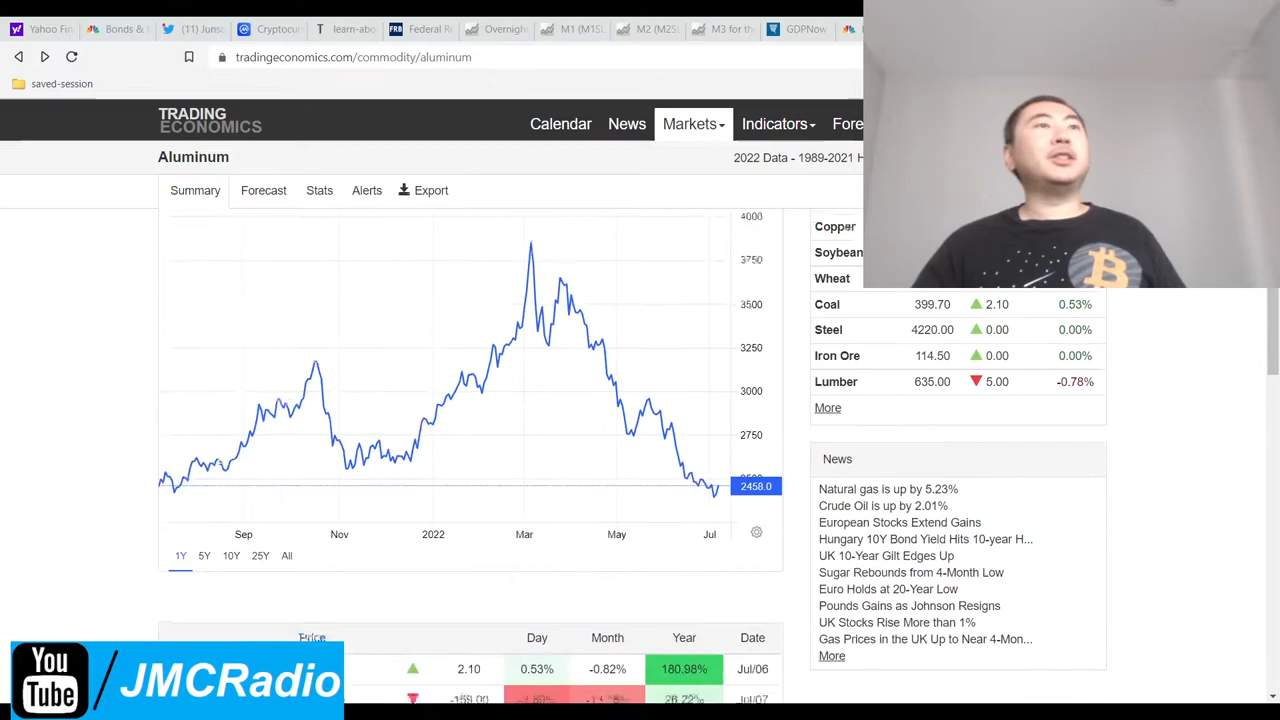 Yahoo Fin
Bonds & I
(11) Juns
Cryptocur
learn-abo
Federal R
Overnigh
M1 (M1SL
M2 (M2SL
M3 for th
GDPNow
tradingeconomics.com/commodity/aluminum
saved-session
TRADING
ECONOMICS
Calendar News Markets Indicators Fore
Aluminum
2022 Data - 1989-2021 H
Summary Forecast Stats Alerts Export
4000
3750
3500
3250
3000
2750
2458.0
Sep Nov 2022 Mar May Jul
1Y 5Y 10Y 25Y All
Copper
Soybean
Wheat
Coal 399.70 2.10 0.53%
Steel 4220.00 0.00 0.00%
Iron Ore 114.50 0.00 0.00%
Lumber 635.00 5.00 -0.78%
More
News
Natural gas is up by 5.23%
Crude Oil is up by 2.01%
European Stocks Extend Gains
Hungary 10Y Bond Yield Hits 10-year H...
UK 10-Year Gilt Edges Up
Sugar Rebounds from 4-Month Low
Euro Holds at 20-Year Low
Pounds Gains as Johnson Resigns
UK Stocks Rise More than 1%
Gas Prices in the UK Up to Near 4-Mon...
More
Price Day Month Year Date
2.10 0.53% -0.82% 180.98% Jul/06
Jul/07
You
Tube
/JMCRadio